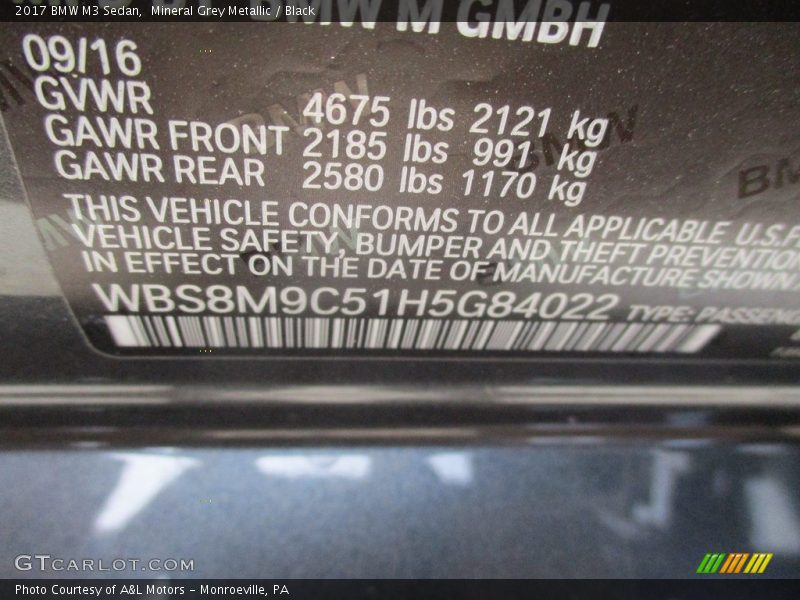 2017 BMW M3 Sedan,  Mineral Grey Metallic / Black
BMW M GMBH
09/16
GVWR 4675 lbs 2121 kg
GAWR FRONT 2185 lbs 991 kg
GAWR REAR 2580 lbs 1170 kg
THIS VEHICLE CONFORMS TO ALL APPLICABLE U.S.F
VEHICLE SAFETY, BUMPER AND THEFT PREVENTION
IN EFFECT ON THE DATE OF MANUFACTURE SHOWN
WBS8M9C51H5G84022 TYPE: PASSENG
GTCARLOT.COM
Photo Courtesy of A&L Motors – Monroeville, PA